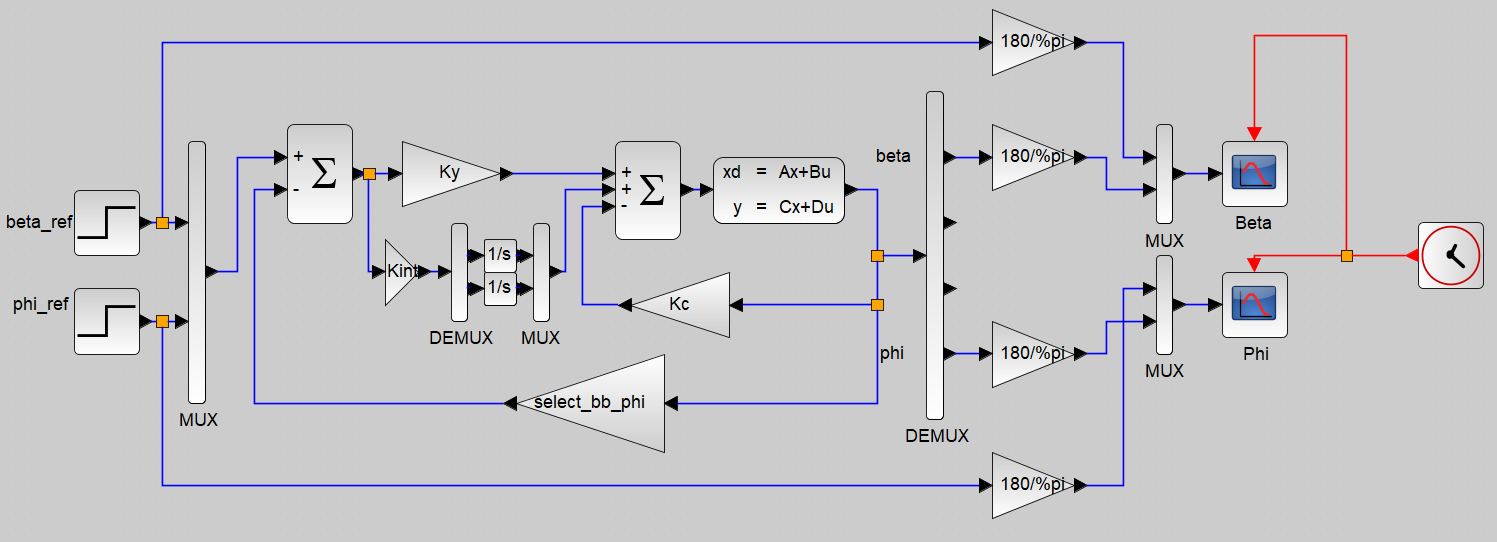 180/%pi
beta_ref
phi_ref
MUX
+
-
Σ
Ky
Kint
DEMUX
1/s
1/s
MUX
+
+
-
Σ
xd = Ax+Bu
y = Cx+Du
Kc
select_bb_phi
beta
phi
DEMUX
180/%pi
180/%pi
180/%pi
MUX
MUX
Beta
Phi